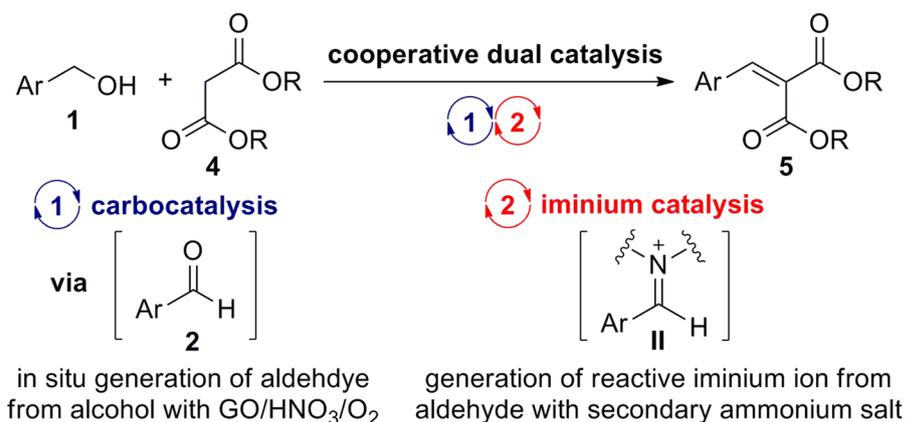 cooperative dual catalysis
Ar OH + O OR O OR Ar O OR O OR
1 4 1 2 5
1 carbocatalysis
2 iminium catalysis
via O Ar H 2
N + Ar H II
in situ generation of aldehdye
from alcohol with GO/HNO₃/O₂
generation of reactive iminium ion from
aldehyde with secondary ammonium salt